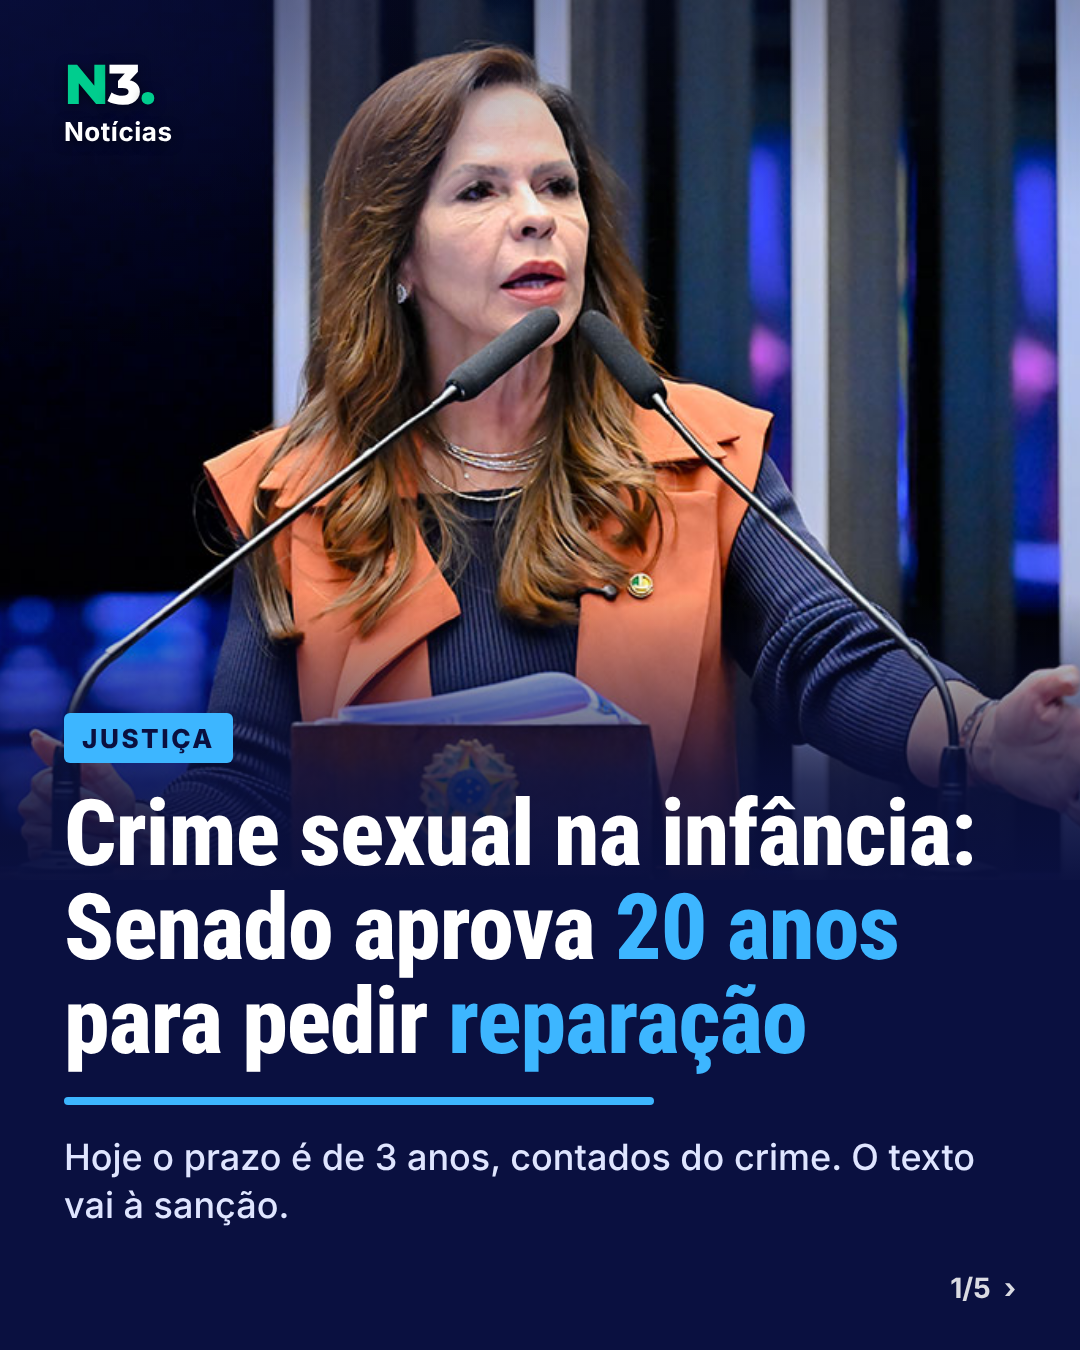 N3.
Notícias
JUSTIÇA
Crime sexual na infância:
Senado aprova 20 anos
para pedir reparação
Hoje o prazo é de 3 anos, contados do crime. O texto
vai à sanção.
1/5 ›